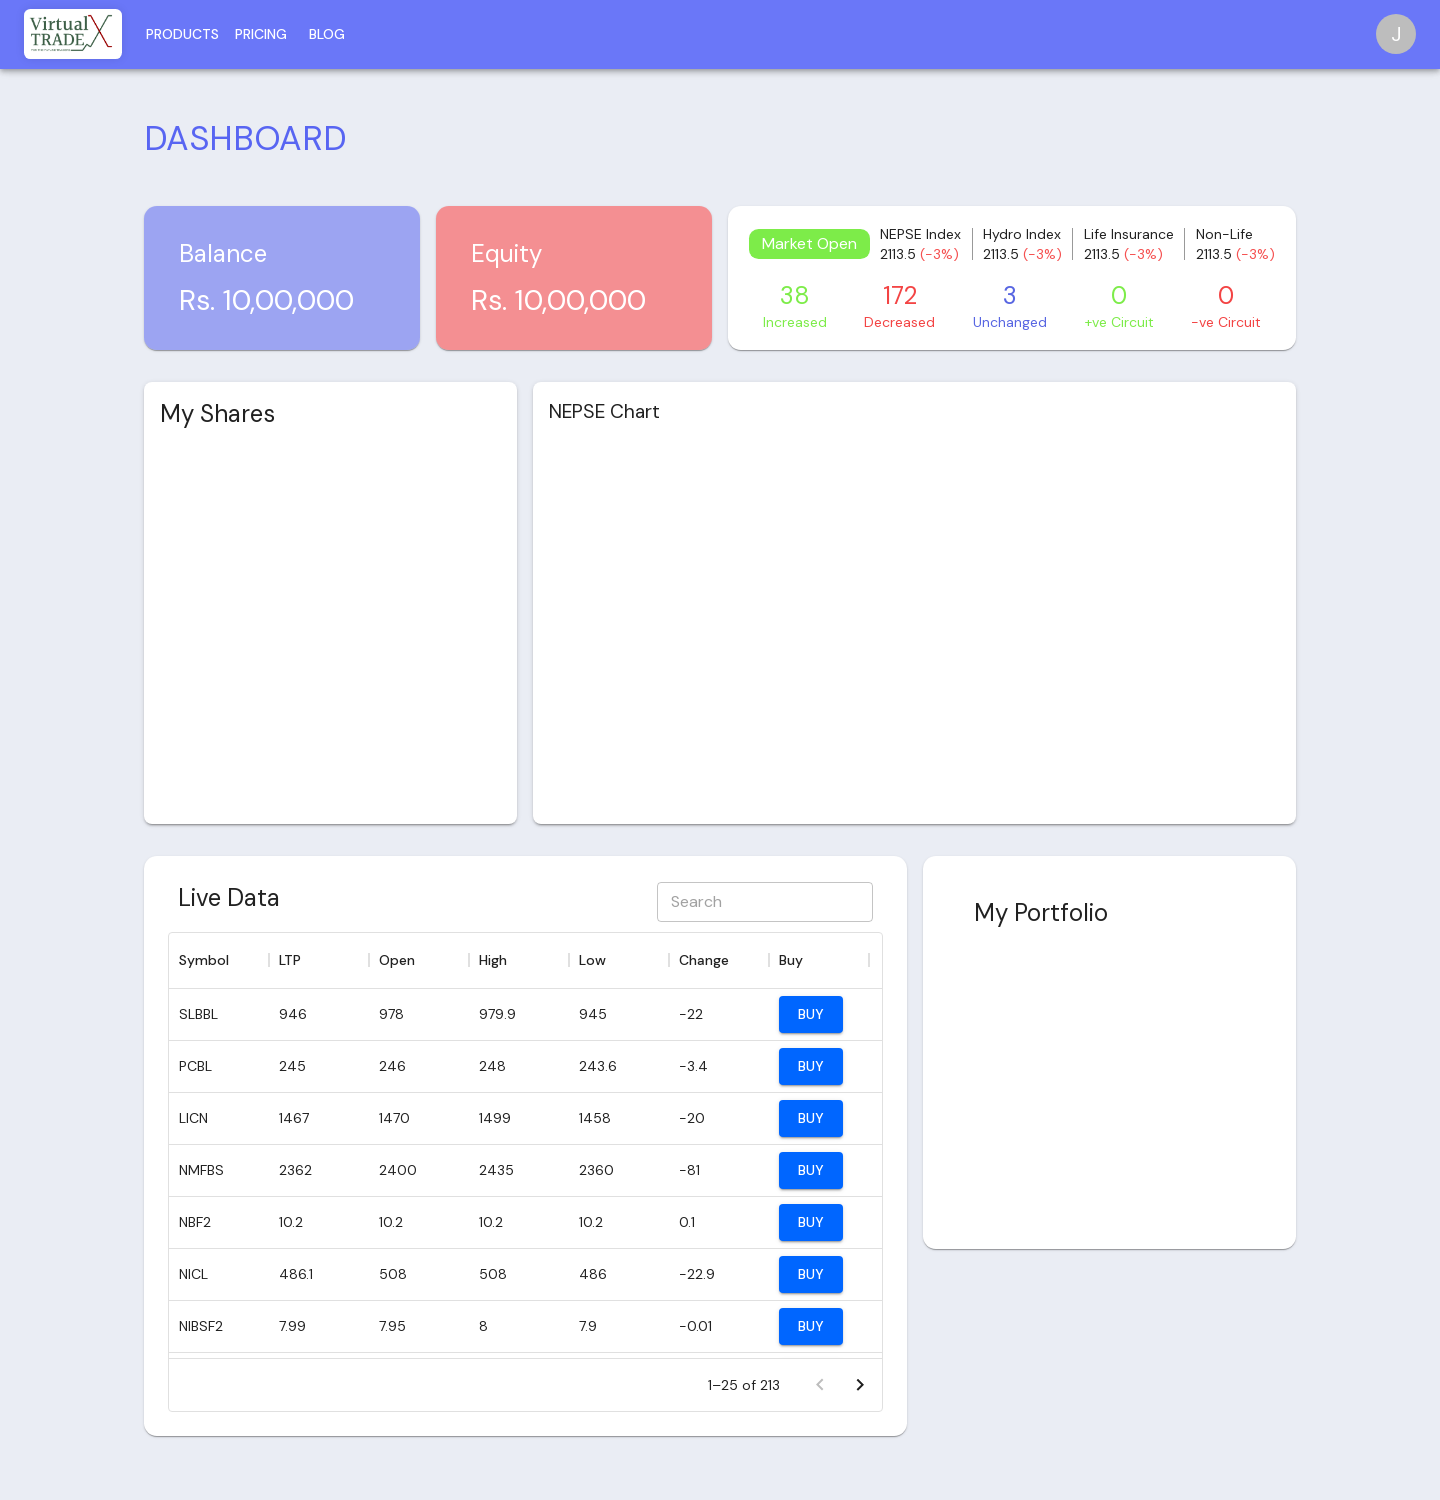 Virtual X
TRADE
PRODUCTS PRICING BLOG
J
DASHBOARD
Balance
Rs. 10,00,000
Equity
Rs. 10,00,000
Market Open
NEPSE Index
2113.5 (-3%)
Hydro Index
2113.5 (-3%)
Life Insurance
2113.5 (-3%)
Non-Life
2113.5 (-3%)
38
Increased
172
Decreased
3
Unchanged
0
+ve Circuit
0
-ve Circuit
My Shares
NEPSE Chart
Live Data
Search
Symbol LTP Open High Low Change Buy
SLBBL 946 978 979.9 945 -22 BUY
PCBL 245 246 248 243.6 -3.4 BUY
LICN 1467 1470 1499 1458 -20 BUY
NMFBS 2362 2400 2435 2360 -81 BUY
NBF2 10.2 10.2 10.2 10.2 0.1 BUY
NICL 486.1 508 508 486 -22.9 BUY
NIBSF2 7.99 7.95 8 7.9 -0.01 BUY
1–25 of 213
My Portfolio